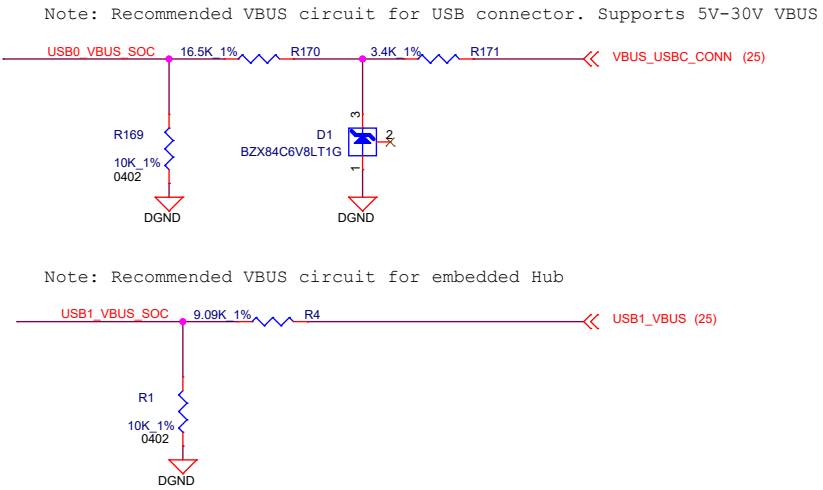 Note: Recommended VBUS circuit for USB connector. Supports 5V-30V VBUS
USB0_VBUS_SOC 16.5K_1% R170 3.4K_1% R171 VBUS_USBC_CONN (25)
3
R169 D1 2
BZX84C6V8LT1G
10K_1%
0402 1
DGND DGND
Note: Recommended VBUS circuit for embedded Hub
USB1_VBUS_SOC 9.09K_1% R4 USB1_VBUS (25)
R1
10K_1%
0402
DGND